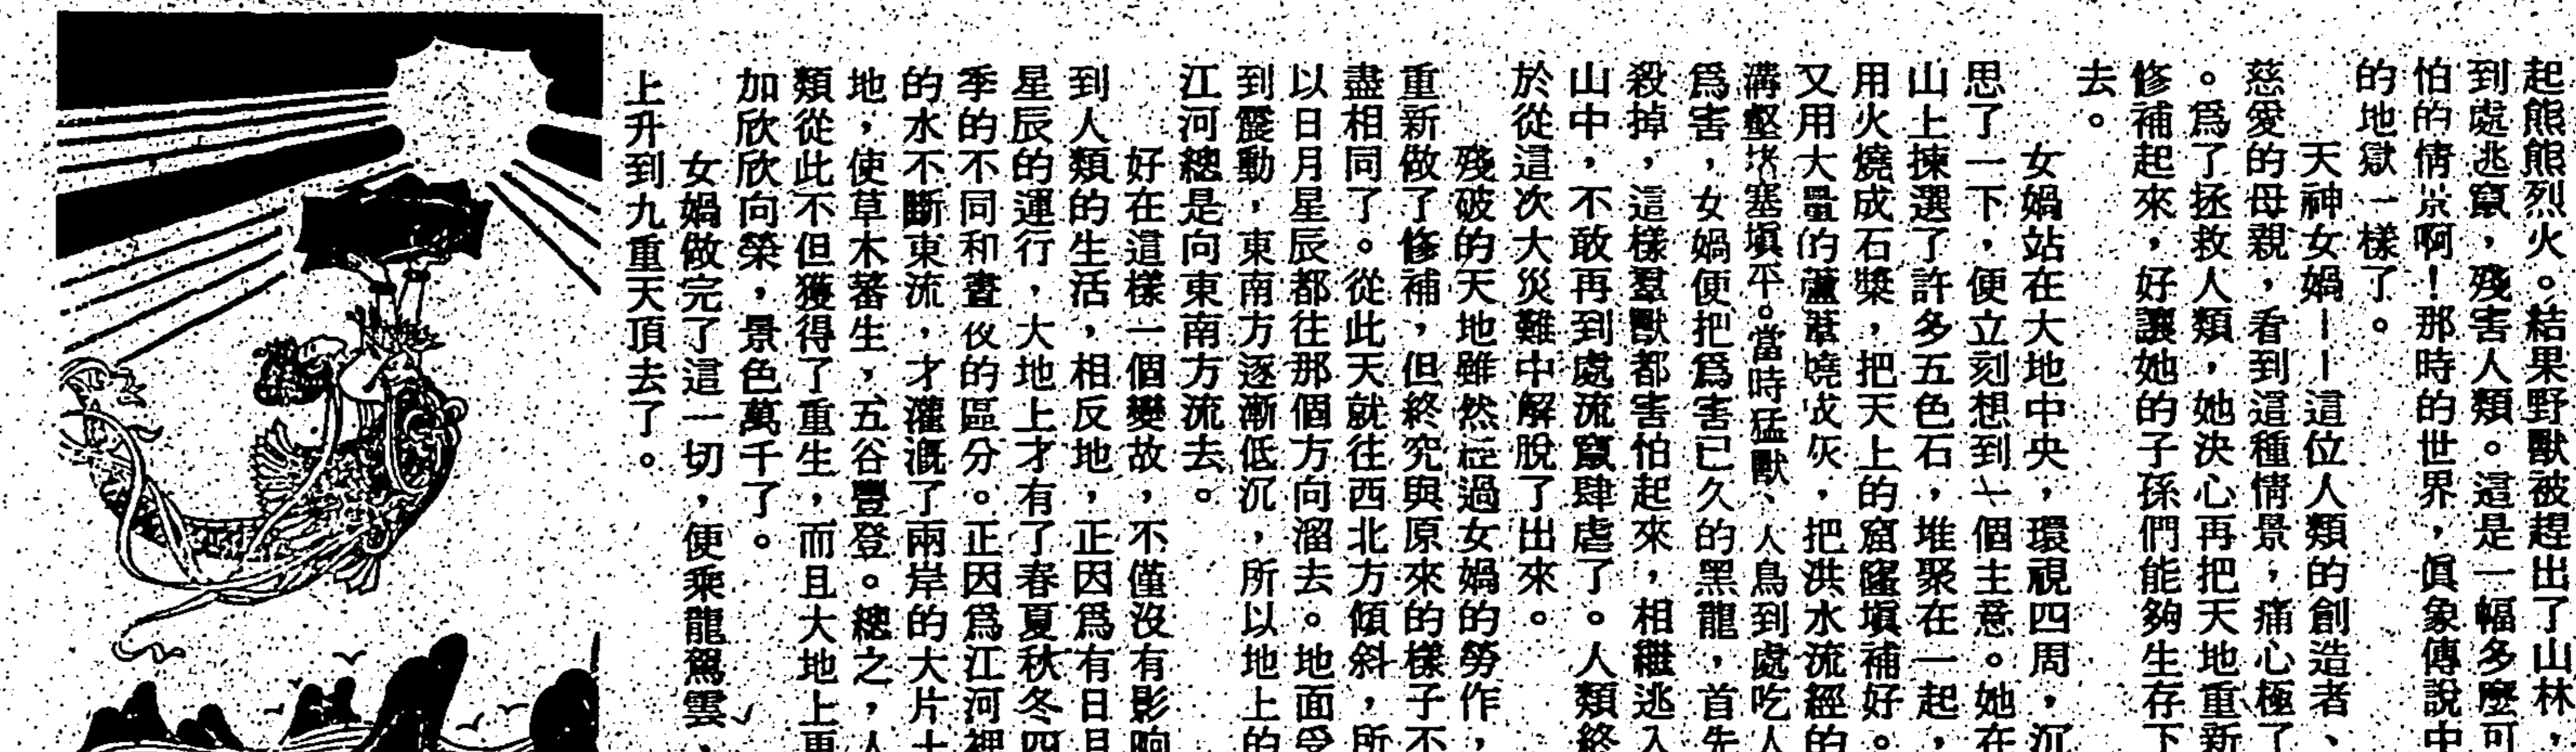 起熊熊烈火。結果野獸被趕出了山林，
到處逃竄，殘害人類。這是一幅多麼可
怕的情景啊！那時的世界，眞象傳說中
的地獄一樣了。
天神女媧——這位人類的創造者、
慈愛的母親，看到這種情景，痛心極了
。爲了拯救人類，她決心再把天地重新
修補起來，好讓她的子孫們能夠生存下
去。
女媧站在大地中央，環視四周，沉
思了一下，便立刻想到一個主意。她在
山上揀選了許多五色石，堆聚在一起，
用火燒成石漿，把天上的窟窿塡補好。
又用大量的蘆葦燒成灰，把洪水流經的
溝壑堵塞塡平。當時猛獸、人鳥到處吃人
爲害，女媧便把爲害已久的黑龍，首先
殺掉，這樣羣獸都害怕起來，相繼逃入
山中，不敢再到處流竄肆虐了。人類終
於從這次大災難中解脫了出來。
殘破的天地雖然經過女媧的勞作，
重新做了修補，但終究與原來的樣子不
盡相同了。從此天就往西北方傾斜，所
以日月星辰都往那個方向溜去。地面受
到震動，東南方逐漸低沉，所以地上的
江河總是向東南方流去。
好在這樣一個變故，不僅沒有影响
到人類的生活，相反地，正因爲有日月
星辰的運行，大地上才有了春夏秋冬四
季的不同和晝夜的區分。正因爲江河裡
的水不斷東流，才灌漑了兩岸的大片土
地，使草木蕃生，五谷豐登。總之，人
類從此不但獲得了重生，而且大地上更
加欣欣向榮，景色萬千了。
女媧做完了這一切，便乘龍駕雲，
上升到九重天頂去了。